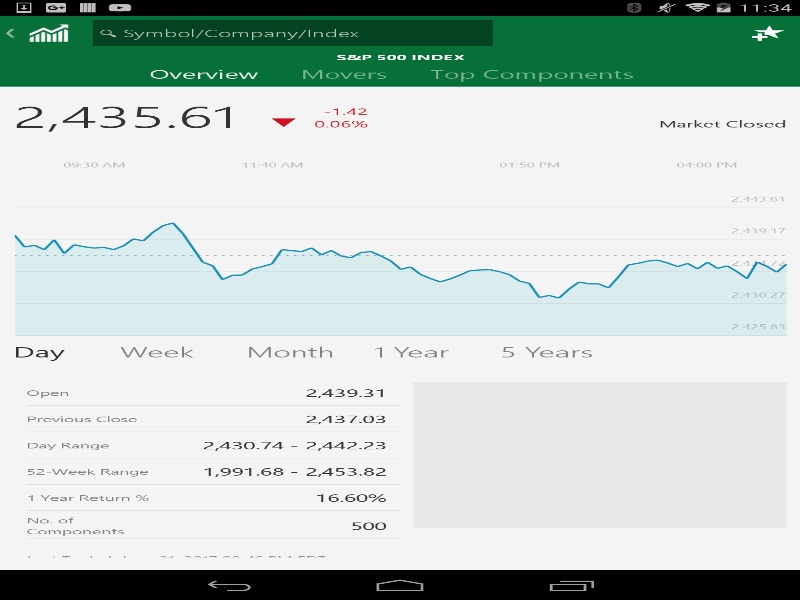 11:34
Symbol/Company/Index
S&P 500 INDEX
Overview Movers Top Components
2,435.61
-1.42
0.06%
Market Closed
09:30 AM 11:40 AM 01:50 PM 04:00 PM
2,443.61
2,439.17
2,430.27
2,425.83
Day Week Month 1 Year 5 Years
Open 2,439.31
Previous Close 2,437.03
Day Range 2,430.74 - 2,442.23
52-Week Range 1,991.68 - 2,453.82
1 Year Return % 16.60%
No. of
Components 500